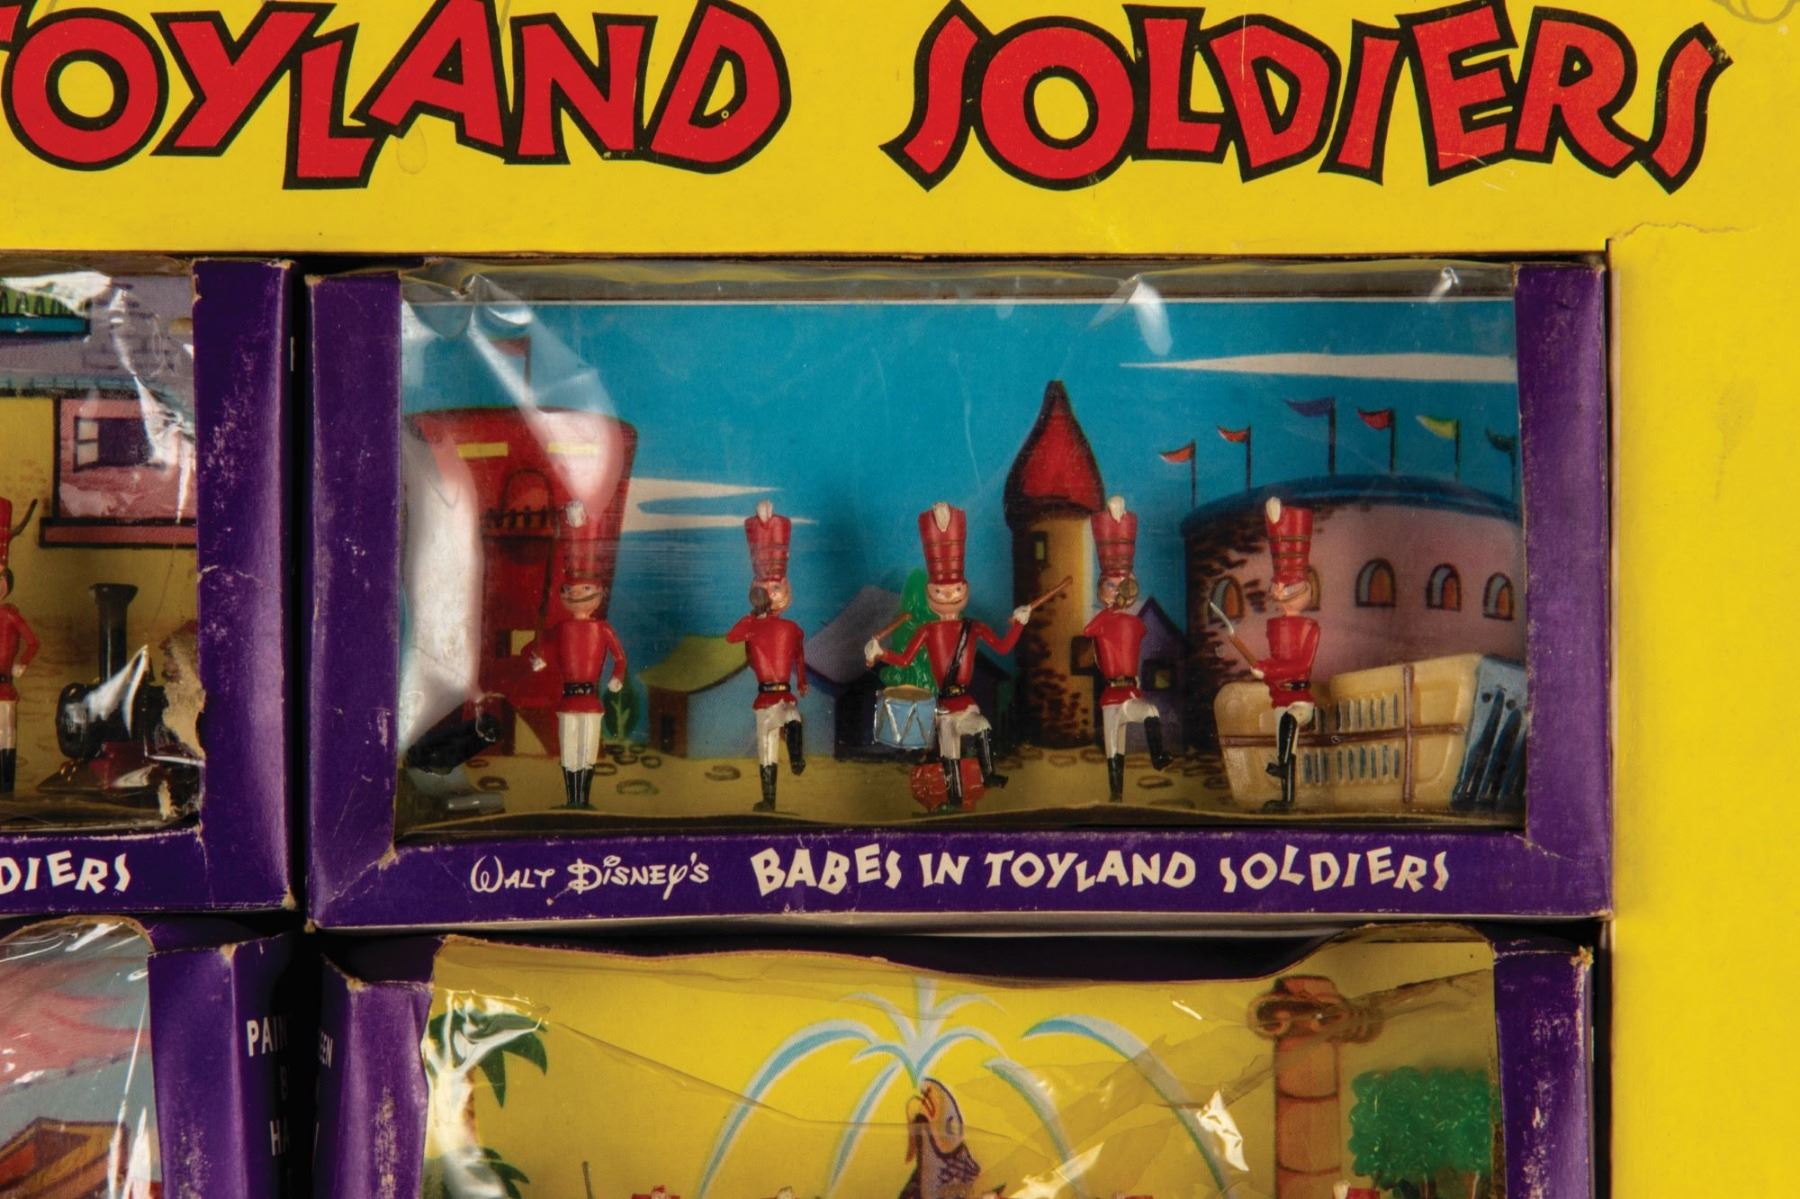 TOYLAND SOLDIERS
DIERS
WALT DISNEY'S BABES IN TOYLAND SOLDIERS